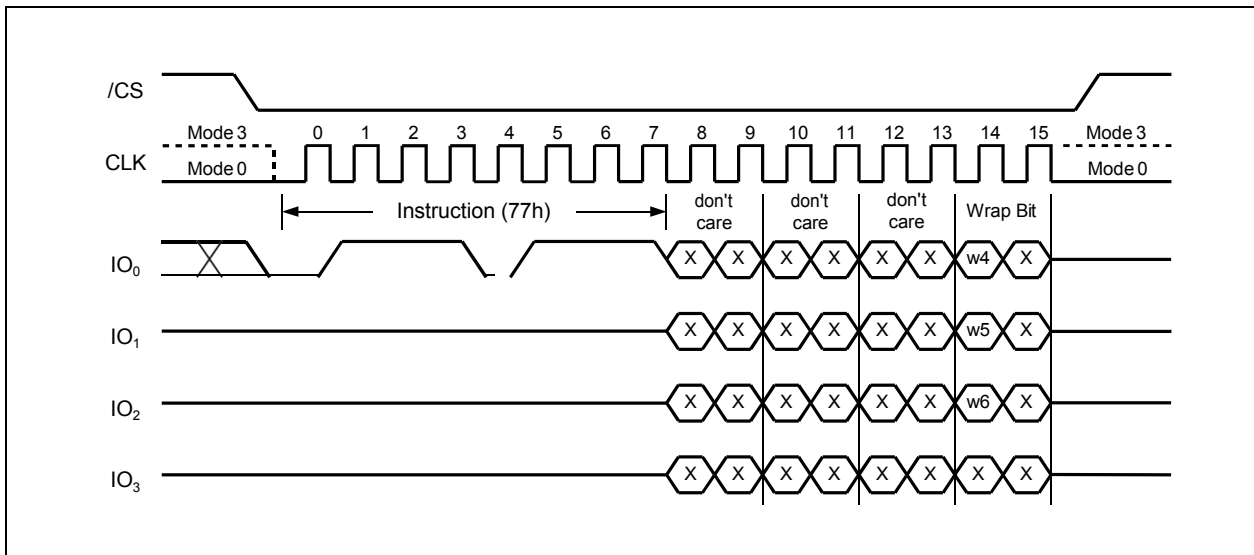 /CS
Mode 3 0 1 2 3 4 5 6 7 8 9 10 11 12 13 14 15 Mode 3
CLK
Mode 0 Mode 0
Instruction (77h) don't care don't care don't care Wrap Bit
IO0 X X X X X X w4 X
IO1 X X X X X X w5 X
IO2 X X X X X X w6 X
IO3 X X X X X X X X